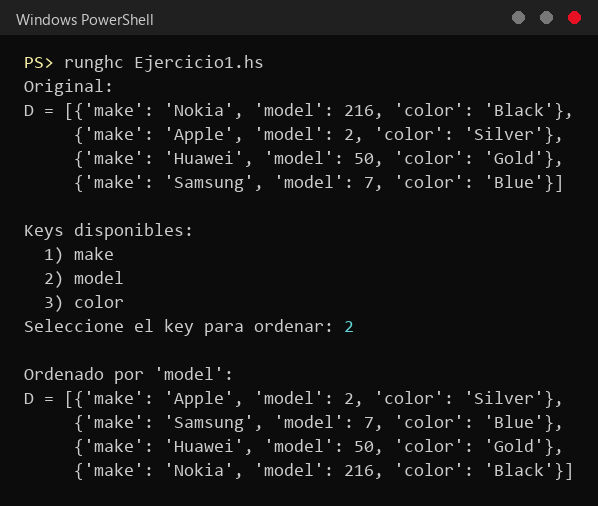 Windows PowerShell
PS> runghc Ejercicio1.hs
Original:
D = [{'make': 'Nokia', 'model': 216, 'color': 'Black'},
     {'make': 'Apple', 'model': 2, 'color': 'Silver'},
     {'make': 'Huawei', 'model': 50, 'color': 'Gold'},
     {'make': 'Samsung', 'model': 7, 'color': 'Blue'}]
Keys disponibles:
  1) make
  2) model
  3) color
Seleccione el key para ordenar: 2
Ordenado por 'model':
D = [{'make': 'Apple', 'model': 2, 'color': 'Silver'},
     {'make': 'Samsung', 'model': 7, 'color': 'Blue'},
     {'make': 'Huawei', 'model': 50, 'color': 'Gold'},
     {'make': 'Nokia', 'model': 216, 'color': 'Black'}]